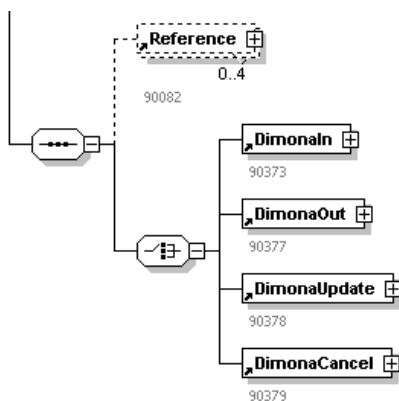 Reference
0..4
90082
DimonaIn
90373
DimonaOut
90377
DimonaUpdate
90378
DimonaCancel
90379